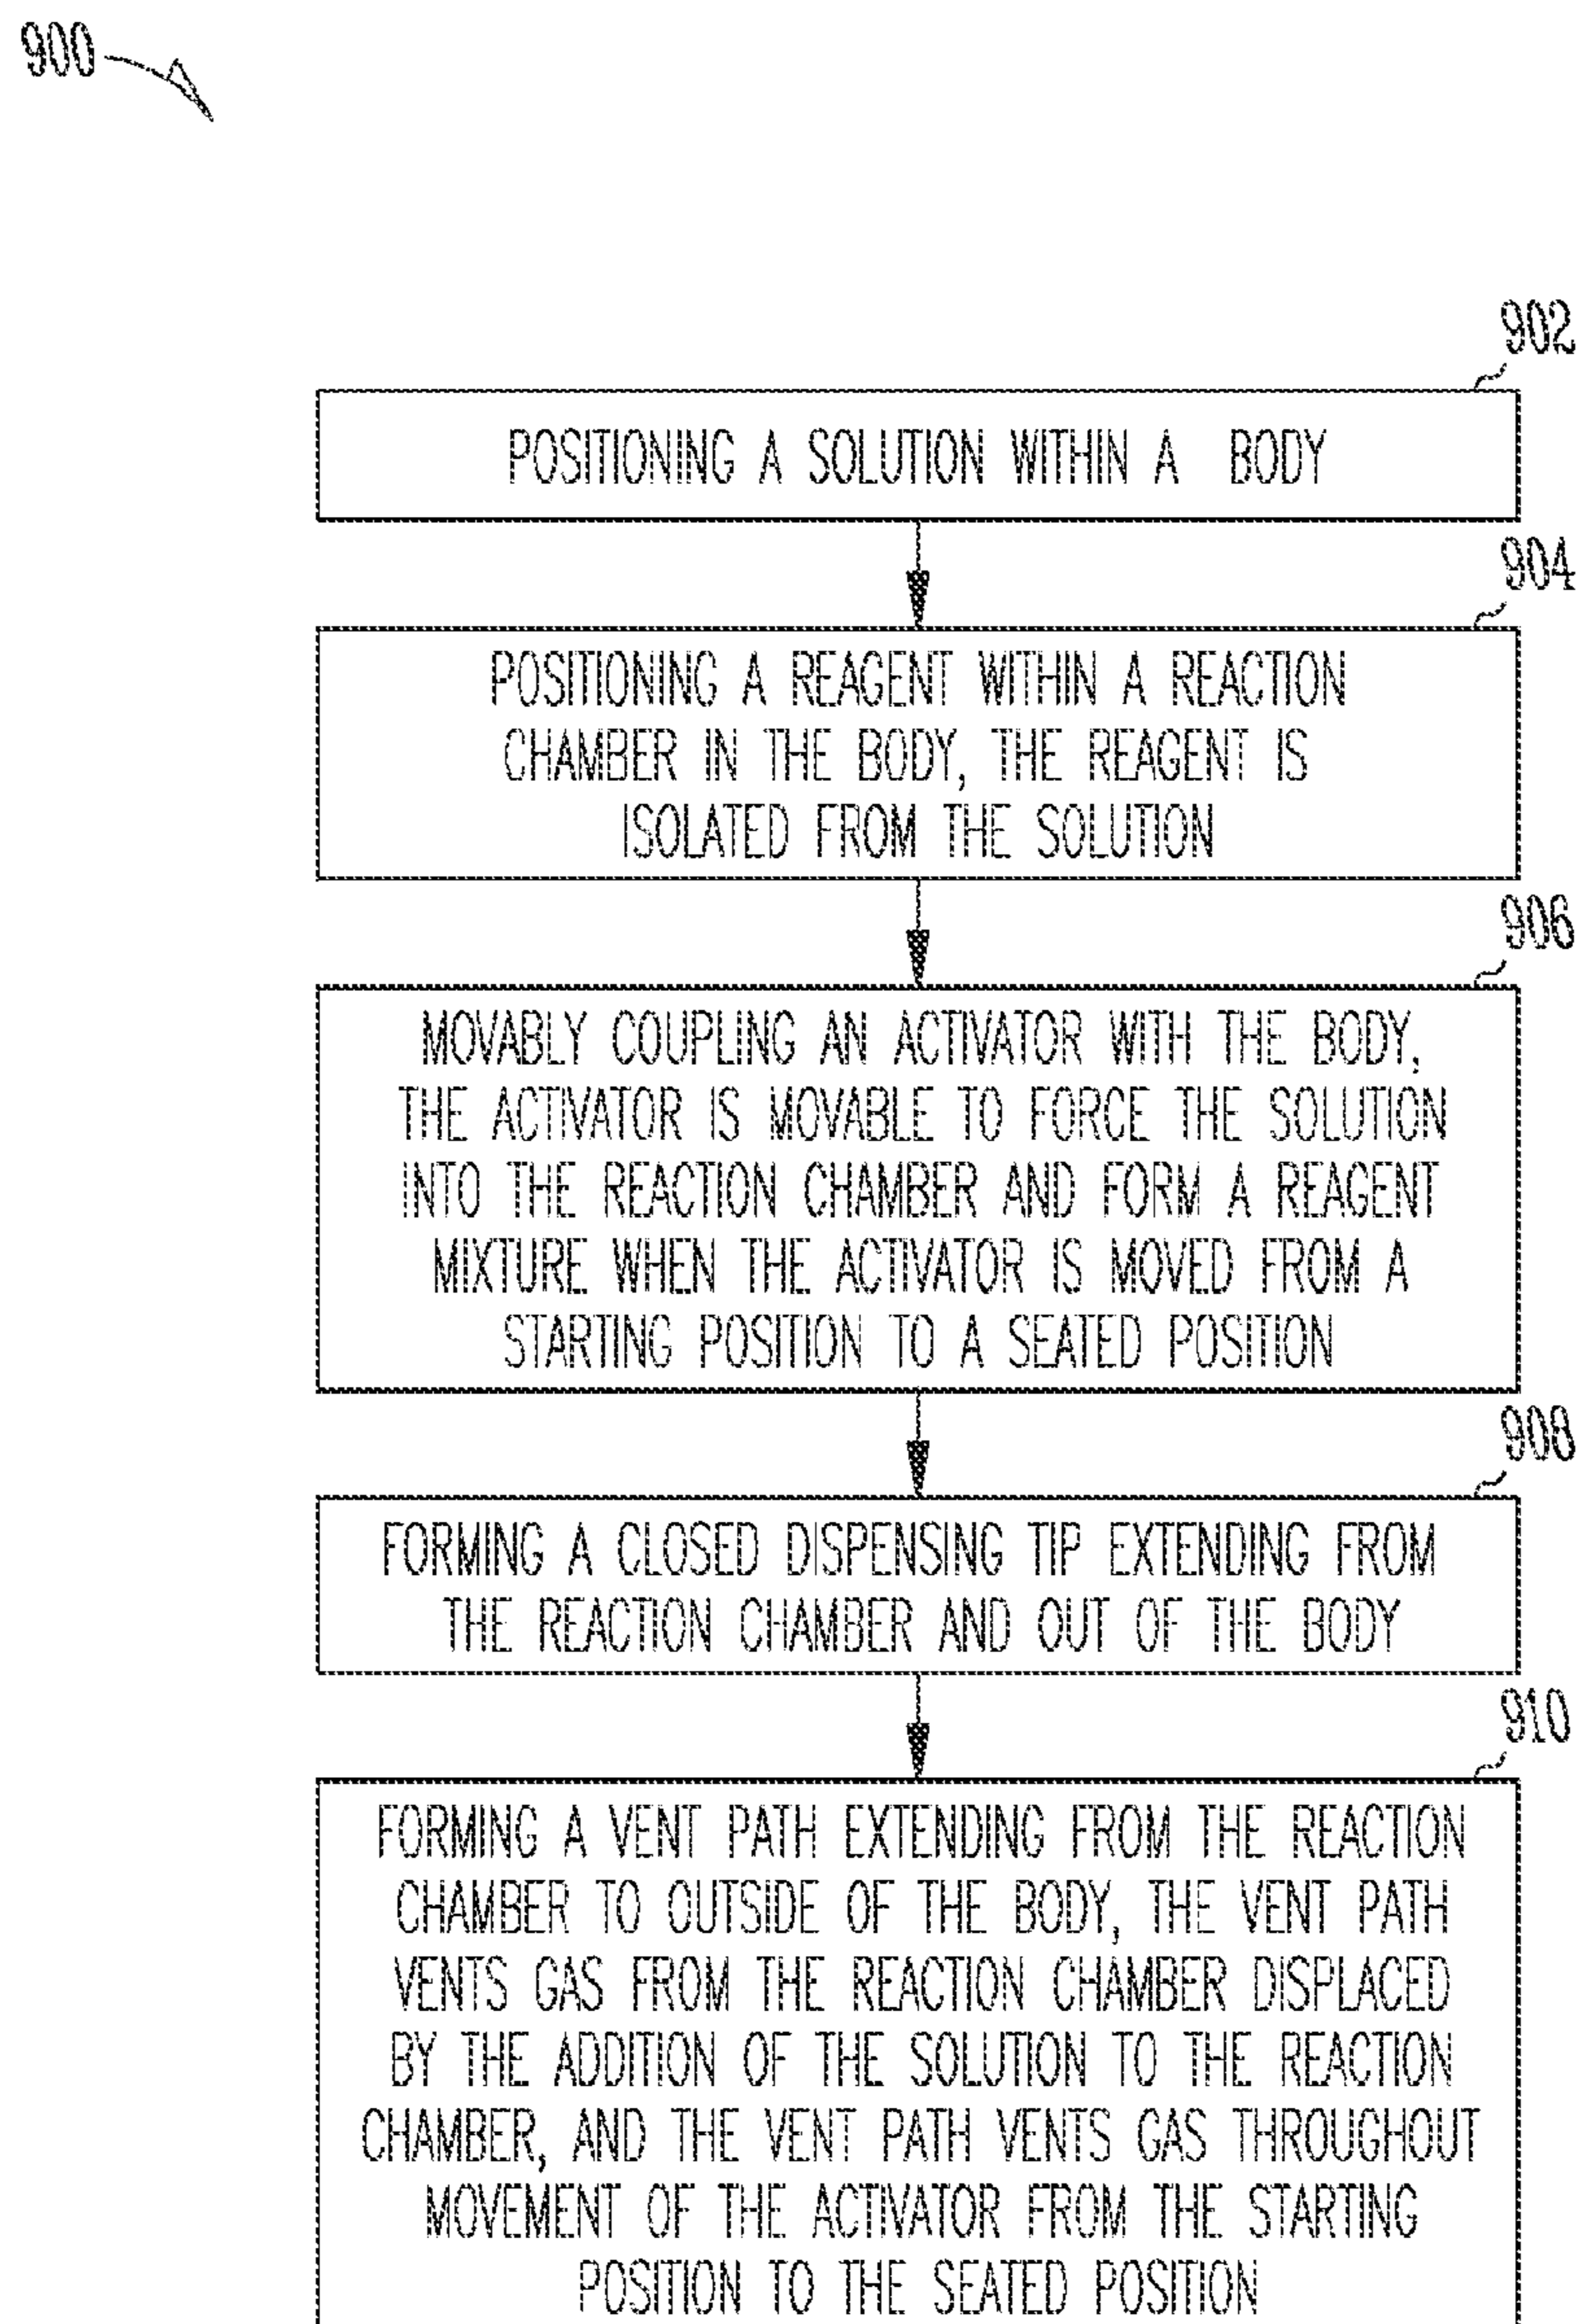 900
902
POSITIONING A SOLUTION WITHIN A BODY
904
POSITIONING A REAGENT WITHIN A REACTION
CHAMBER IN THE BODY, THE REAGENT IS
ISOLATED FROM THE SOLUTION
906
MOVABLY COUPLING AN ACTIVATOR WITH THE BODY,
THE ACTIVATOR IS MOVABLE TO FORCE THE SOLUTION
INTO THE REACTION CHAMBER AND FORM A REAGENT
MIXTURE WHEN THE ACTIVATOR IS MOVED FROM A
STARTING POSITION TO A SEATED POSITION
908
FORMING A CLOSED DISPENSING TIP EXTENDING FROM
THE REACTION CHAMBER AND OUT OF THE BODY
910
FORMING A VENT PATH EXTENDING FROM THE REACTION
CHAMBER TO OUTSIDE OF THE BODY, THE VENT PATH
VENTS GAS FROM THE REACTION CHAMBER DISPLACED
BY THE ADDITION OF THE SOLUTION TO THE REACTION
CHAMBER, AND THE VENT PATH VENTS GAS THROUGHOUT
MOVEMENT OF THE ACTIVATOR FROM THE STARTING
POSITION TO THE SEATED POSITION